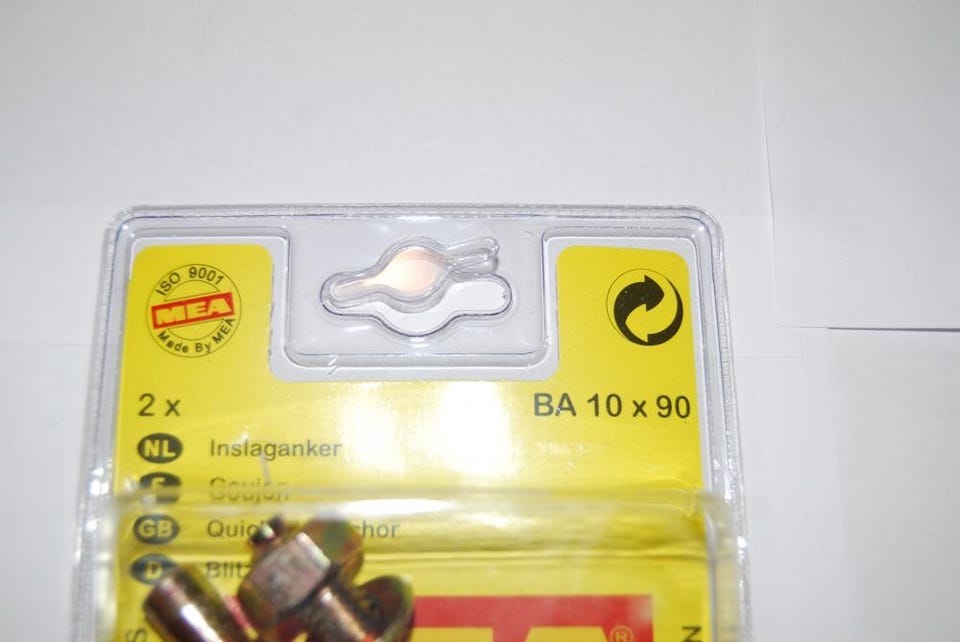 ISO 9001
MEA
Made By MEA
2 x
BA 10 x 90
NL Inslaganker
F Goujon
GB
D
®